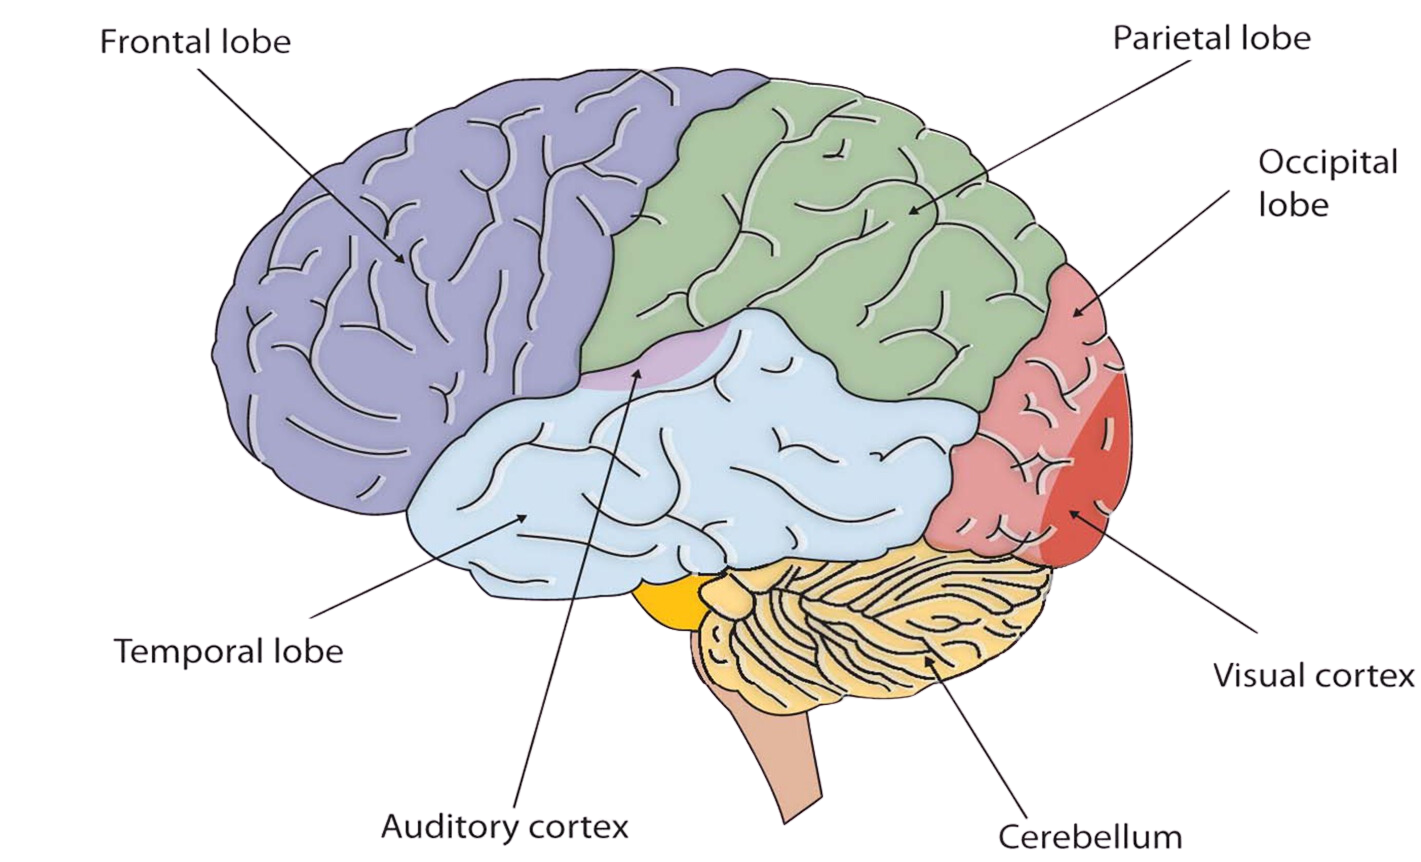 Frontal lobe
Parietal lobe
Occipital
lobe
Temporal lobe
Visual cortex
Auditory cortex
Cerebellum